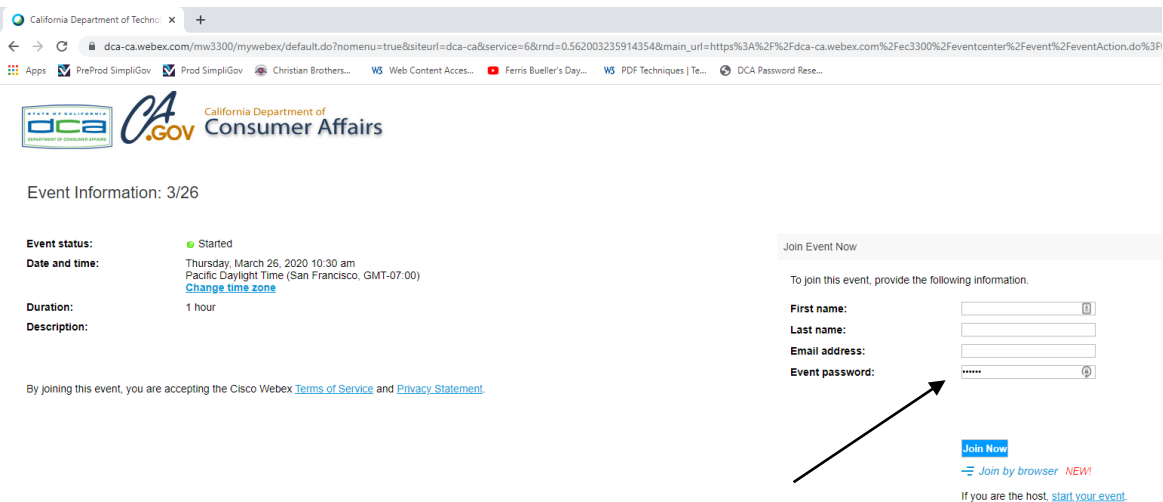 California Department of Technol × +
dca-ca.webex.com/mw3300/mywebex/default.do?nomenu=true&siteurl=dca-ca&service=6&rnd=0.562003235914354&main_url=https%3A%2F%2Fdca-ca.webex.com%2Fec3300%2Feventcenter%2Fevent%2FeventAction.do%3F
Apps PreProd SimpliGov Prod SimpliGov Christian Brothers... W3 Web Content Acces... Ferris Bueller's Day... W3 PDF Techniques | Te... DCA Password Rese...
STATE OF CALIFORNIA
dca
DEPARTMENT OF CONSUMER AFFAIRS
CA.GOV
California Department of
Consumer Affairs
Event Information: 3/26
Event status: Started
Date and time: Thursday, March 26, 2020 10:30 am
Pacific Daylight Time (San Francisco, GMT-07:00)
Change time zone
Duration: 1 hour
Description:
By joining this event, you are accepting the Cisco Webex Terms of Service and Privacy Statement.
Join Event Now
To join this event, provide the following information.
First name:
Last name:
Email address:
Event password: ••••••
Join Now
Join by browser NEW!
If you are the host, start your event.